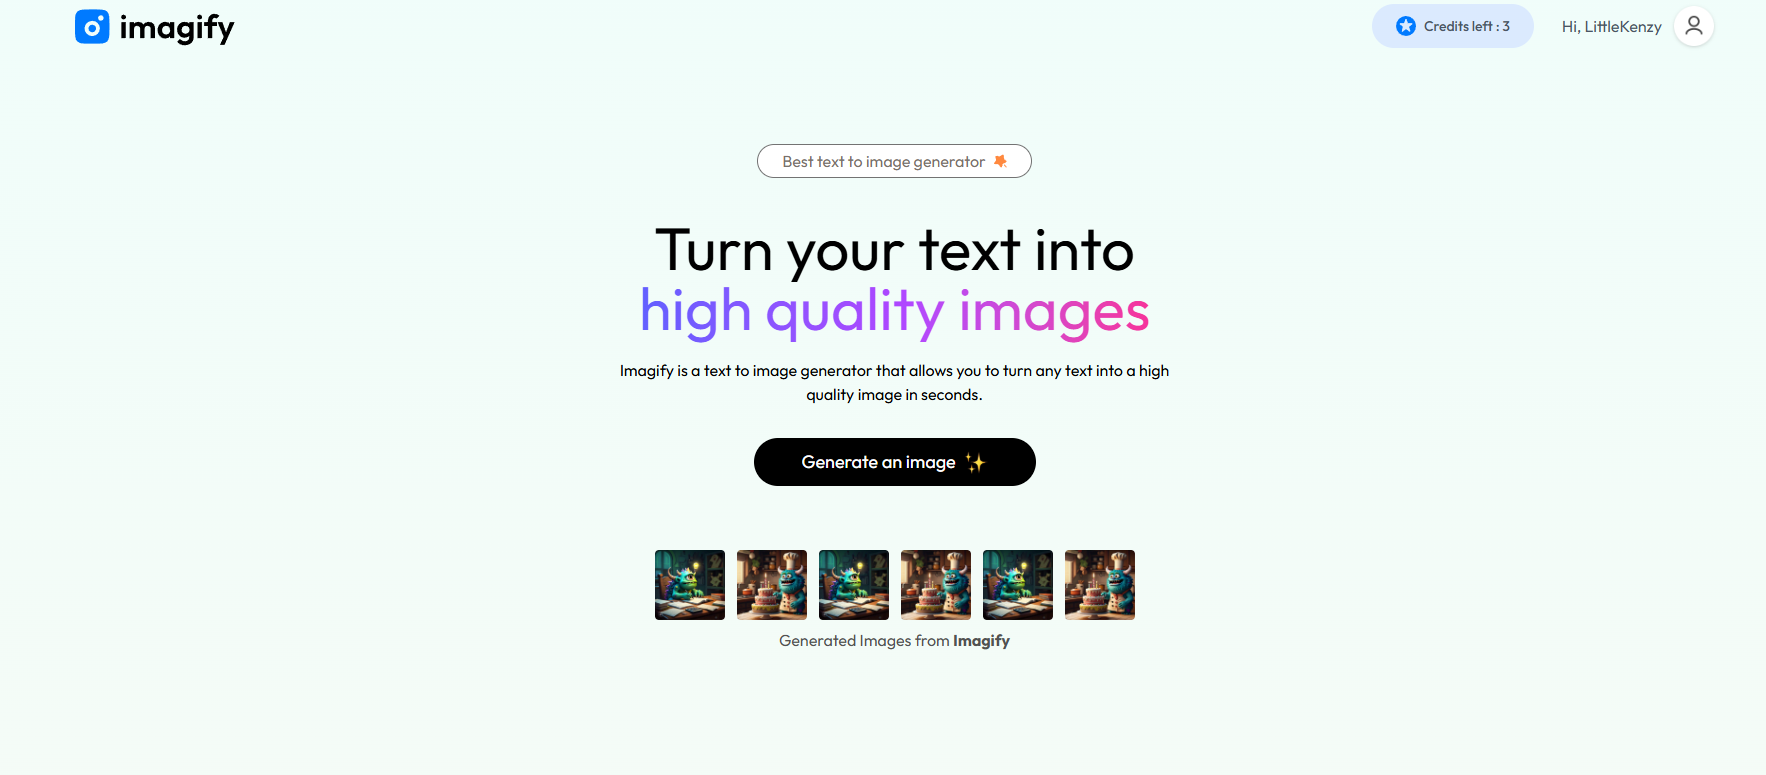 imagify
Credits left : 3
Hi, LittleKenzy
Best text to image generator
Turn your text into
high quality images
Imagify is a text to image generator that allows you to turn any text into a high
quality image in seconds.
Generate an image ✨
Generated Images from Imagify